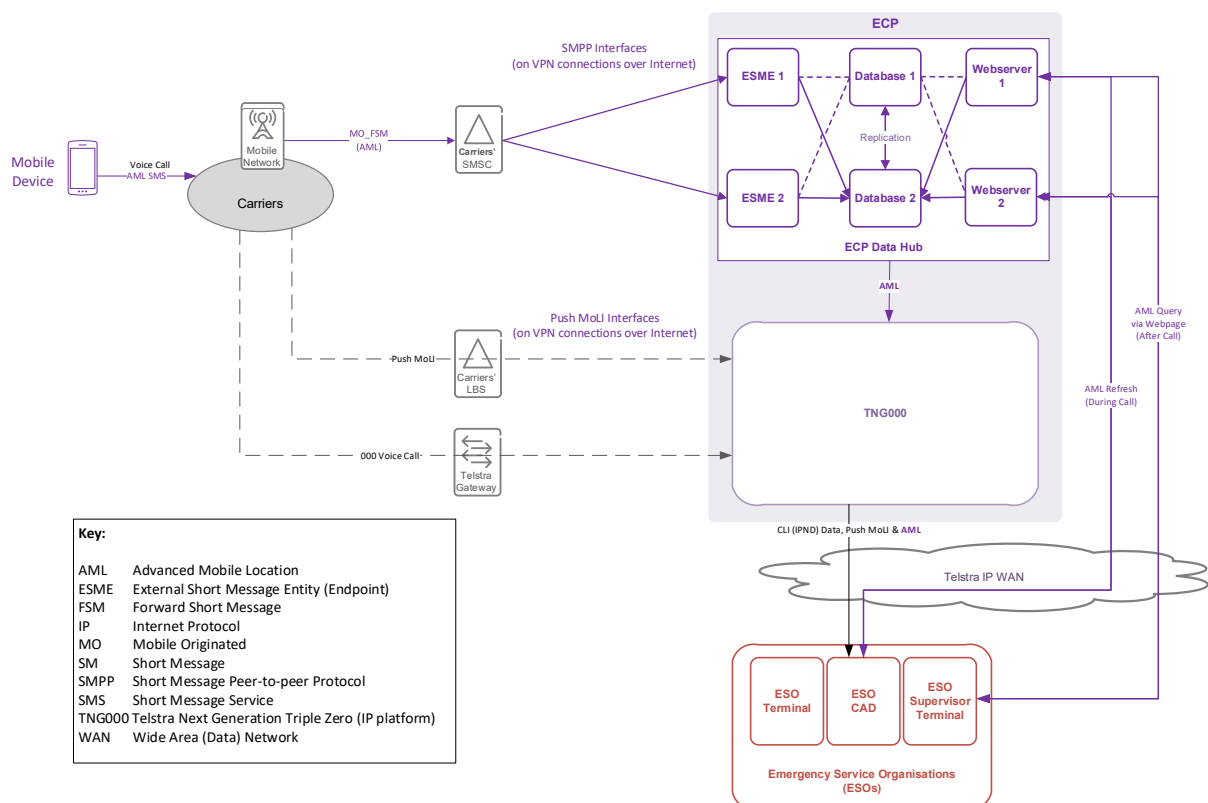 ECP
SMPP Interfaces
(on VPN connections over Internet)
ESME 1
Database 1
Webserver
1
Replication
ESME 2
Database 2
Webserver
2
ECP Data Hub
Mobile
Device
Voice Call
AML SMS
Mobile
Network
Carriers
MO_FSM
(AML)
Carriers'
SMSC
AML
Push MoLI Interfaces
(on VPN connections over Internet)
Push MoLI
Carriers'
LBS
000 Voice Call
Telstra
Gateway
TNG000
AML Query
via Webpage
(After Call)
AML Refresh
(During Call)
CLI (IPND) Data, Push MoLI & AML
Telstra IP WAN
ESO
Terminal
ESO
CAD
ESO
Supervisor
Terminal
Emergency Service Organisations
(ESOs)
Key:
AML Advanced Mobile Location
ESME External Short Message Entity (Endpoint)
FSM Forward Short Message
IP Internet Protocol
MO Mobile Originated
SM Short Message
SMPP Short Message Peer-to-peer Protocol
SMS Short Message Service
TNG000 Telstra Next Generation Triple Zero (IP platform)
WAN Wide Area (Data) Network